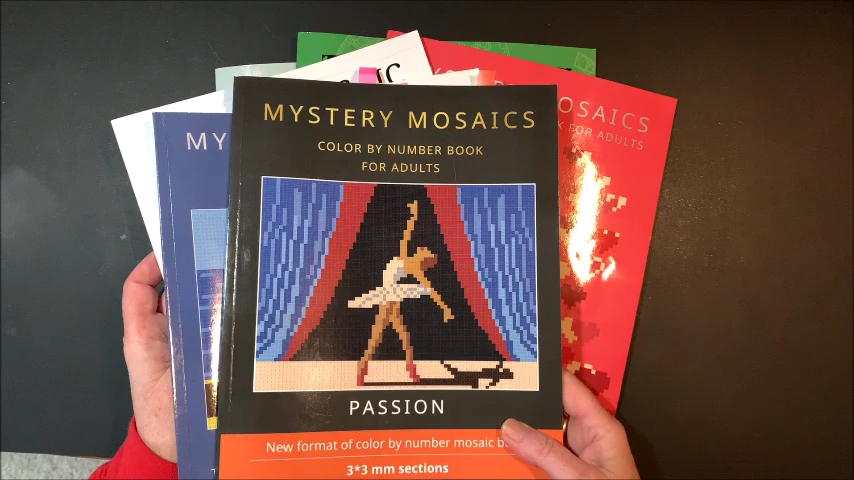 MYSTERY MOSAICS
COLOR BY NUMBER BOOK
FOR ADULTS
PASSION
New format of color by number mosaic
3*3 mm sections
MY
OSAICS
FOR ADULTS